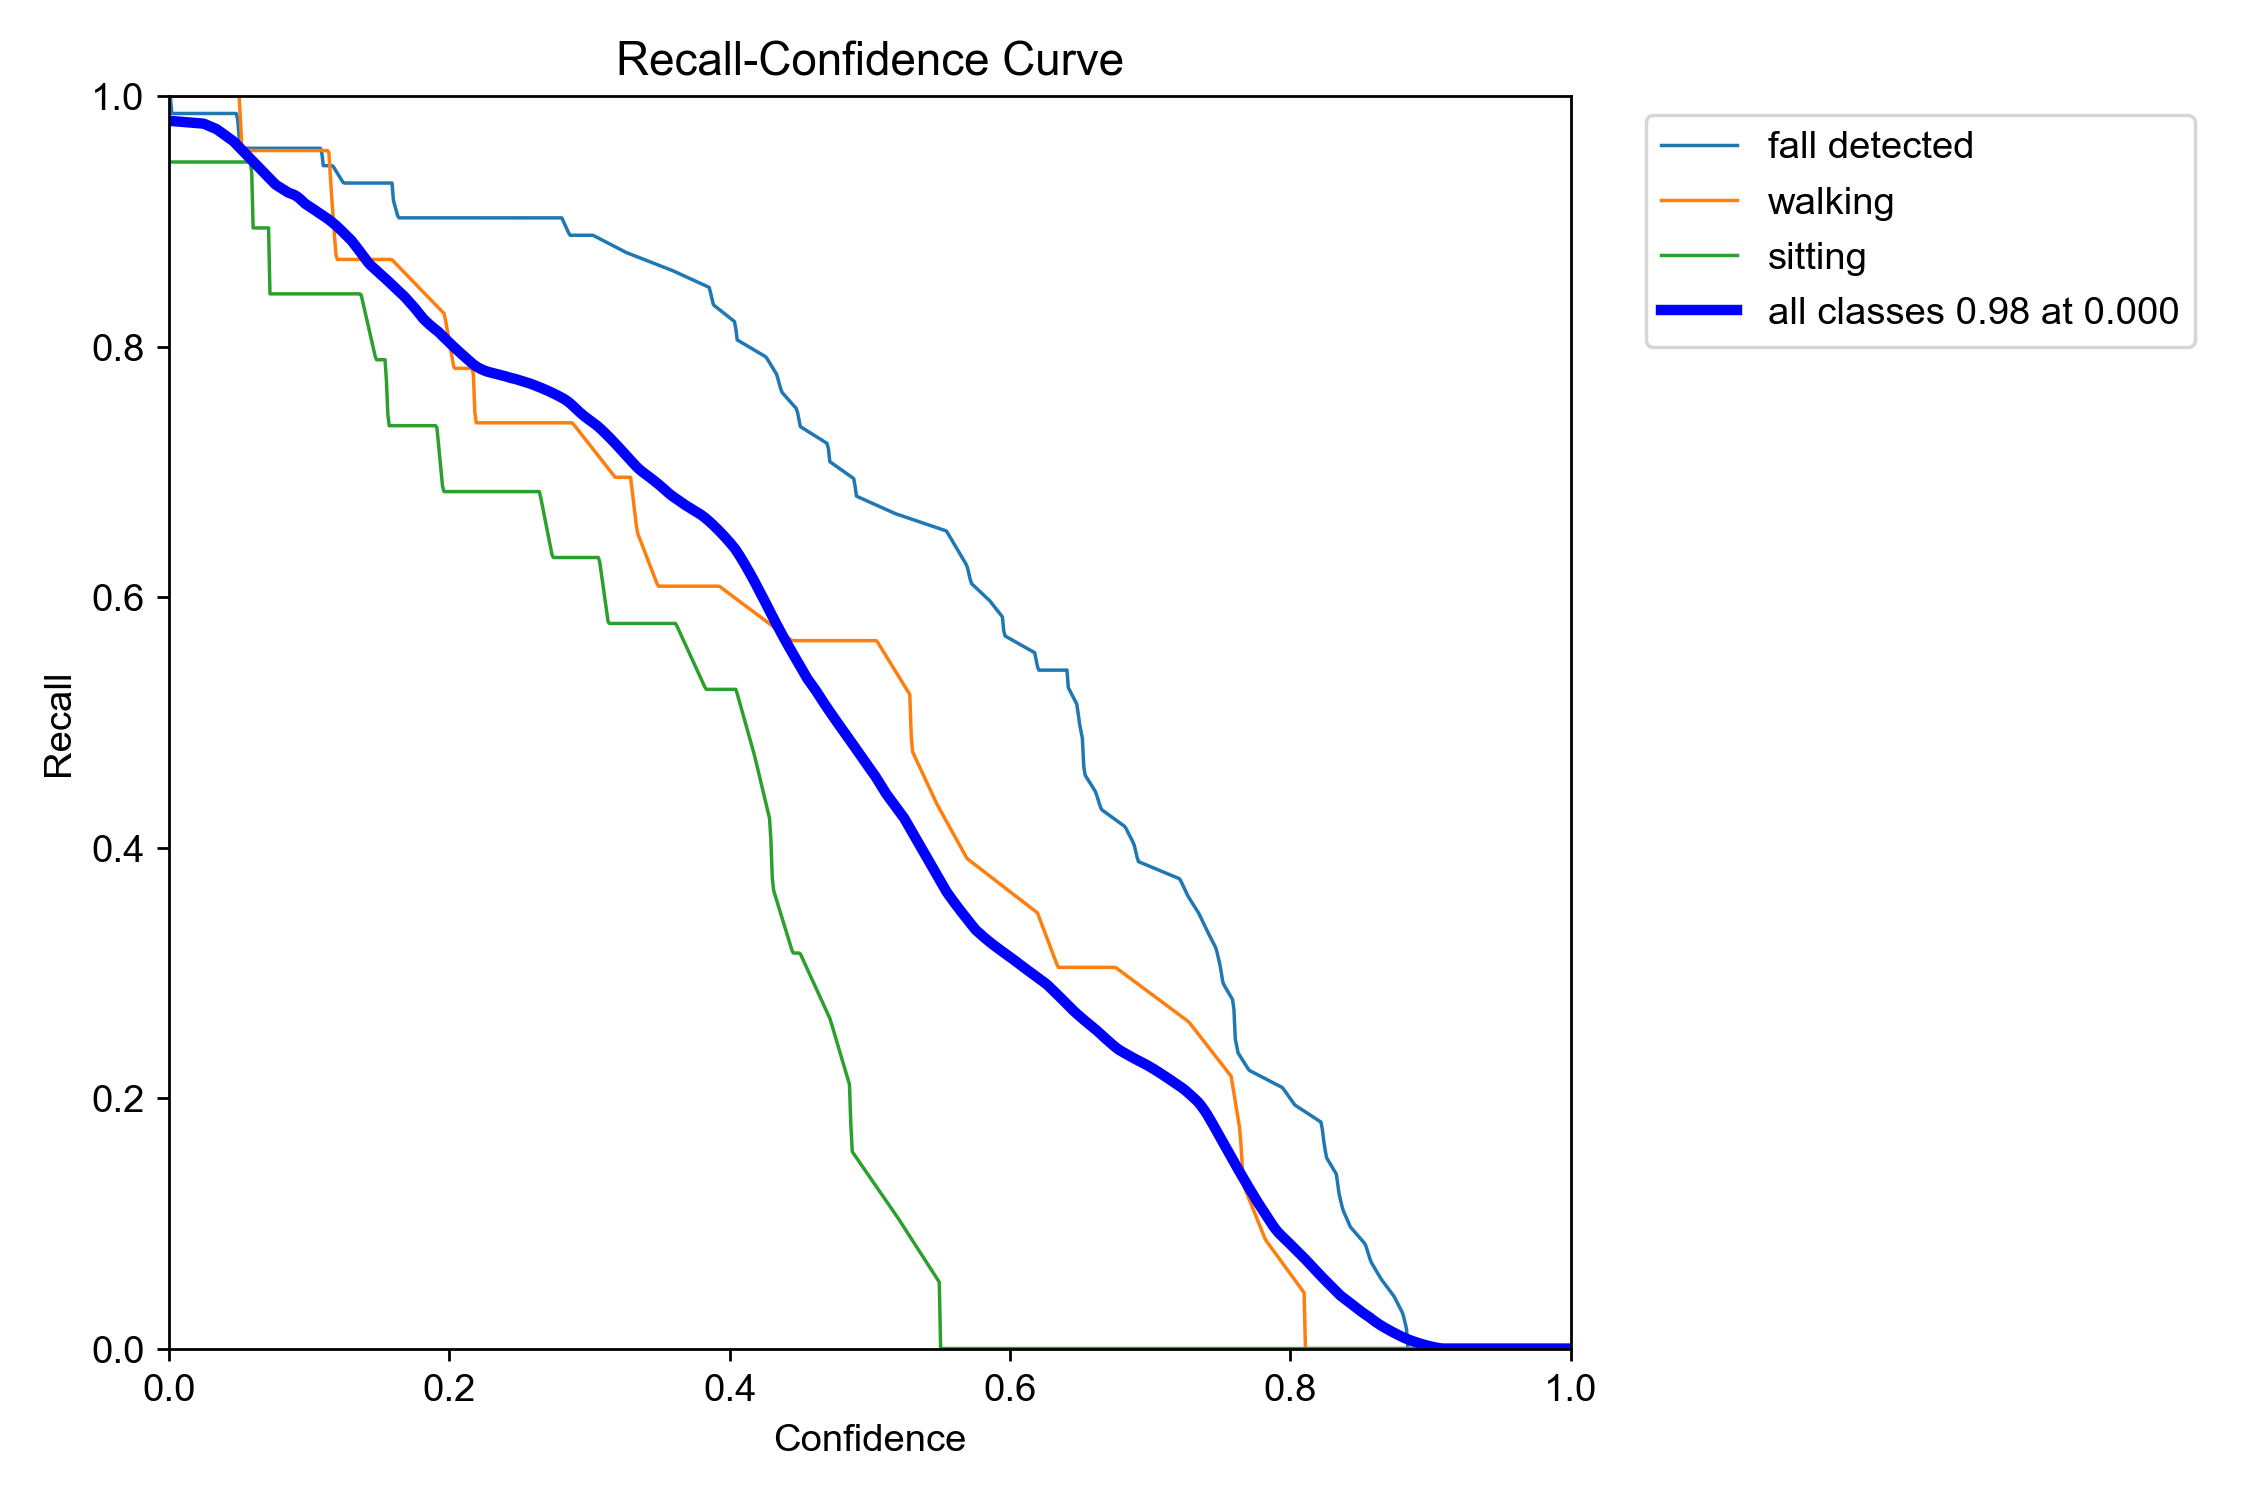 Recall-Confidence Curve
1.0
0.8
0.6
0.4
0.2
0.0
Recall
0.0 0.2 0.4 0.6 0.8 1.0
Confidence
fall detected
walking
sitting
all classes 0.98 at 0.000